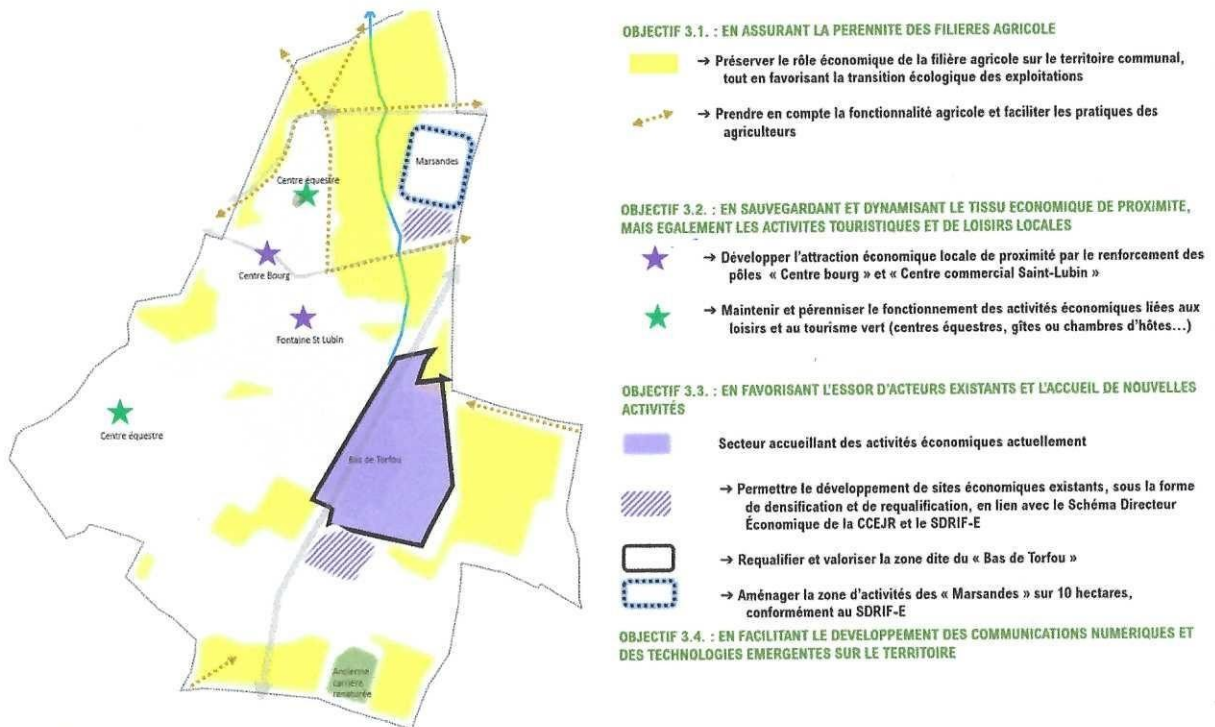 Marsandes
Centre équestre
Centre Bourg
Fontaine St Lubin
Centre équestre
Bas de Torfou
Ancienne
carrière
renaturée
OBJECTIF 3.1. : EN ASSURANT LA PERENNITE DES FILIERES AGRICOLE
→ Préserver le rôle économique de la filière agricole sur le territoire communal,
tout en favorisant la transition écologique des exploitations
→ Prendre en compte la fonctionnalité agricole et faciliter les pratiques des
agriculteurs
OBJECTIF 3.2. : EN SAUVEGARDANT ET DYNAMISANT LE TISSU ECONOMIQUE DE PROXIMITE,
MAIS EGALEMENT LES ACTIVITES TOURISTIQUES ET DE LOISIRS LOCALES
→ Développer l'attraction économique locale de proximité par le renforcement des
pôles « Centre bourg » et « Centre commercial Saint-Lubin »
→ Maintenir et pérenniser le fonctionnement des activités économiques liées aux
loisirs et au tourisme vert (centres équestres, gîtes ou chambres d'hôtes...)
OBJECTIF 3.3. : EN FAVORISANT L'ESSOR D'ACTEURS EXISTANTS ET L'ACCUEIL DE NOUVELLES
ACTIVITÉS
Secteur accueillant des activités économiques actuellement
→ Permettre le développement de sites économiques existants, sous la forme
de densification et de requalification, en lien avec le Schéma Directeur
Économique de la CCEJR et le SDRIF-E
→ Requalifier et valoriser la zone dite du « Bas de Torfou »
→ Aménager la zone d'activités des « Marsandes » sur 10 hectares,
conformément au SDRIF-E
OBJECTIF 3.4. : EN FACILITANT LE DEVELOPPEMENT DES COMMUNICATIONS NUMÉRIQUES ET
DES TECHNOLOGIES EMERGENTES SUR LE TERRITOIRE